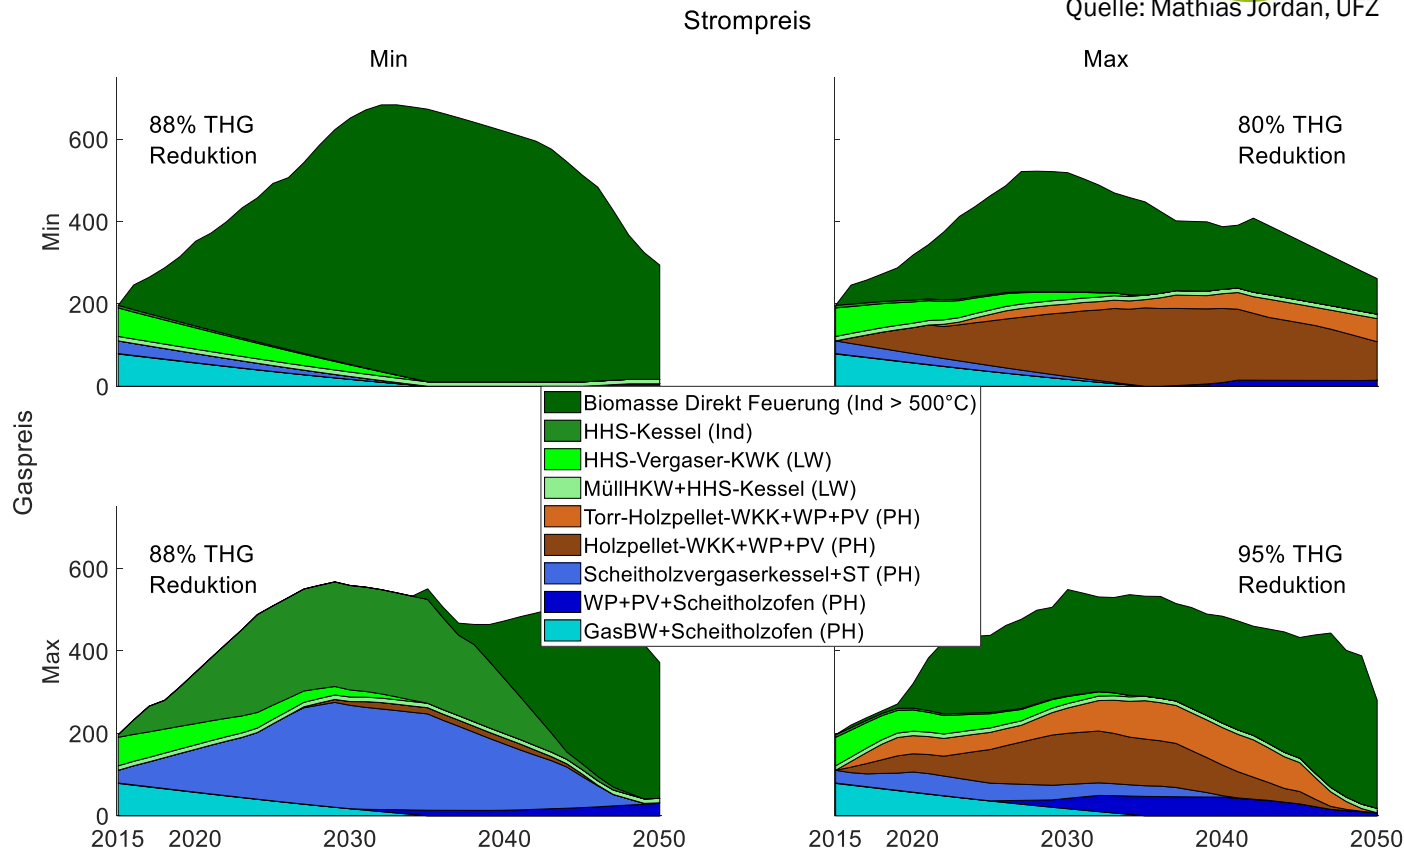 Quelle: Mathias Jordan, UFZ
Strompreis
Min
Max
88% THG
Reduktion
80% THG
Reduktion
600
400
200
0
Min
Gaspreis
Biomasse Direkt Feuerung (Ind > 500°C)
HHS-Kessel (Ind)
HHS-Vergaser-KWK (LW)
MüllHKW+HHS-Kessel (LW)
Torr-Holzpellet-WKK+WP+PV (PH)
Holzpellet-WKK+WP+PV (PH)
Scheitholzvergaserkessel+ST (PH)
WP+PV+Scheitholzofen (PH)
GasBW+Scheitholzofen (PH)
88% THG
Reduktion
95% THG
Reduktion
600
400
200
0
Max
2015 2020 2030 2040 2050
2015 2020 2030 2040 2050